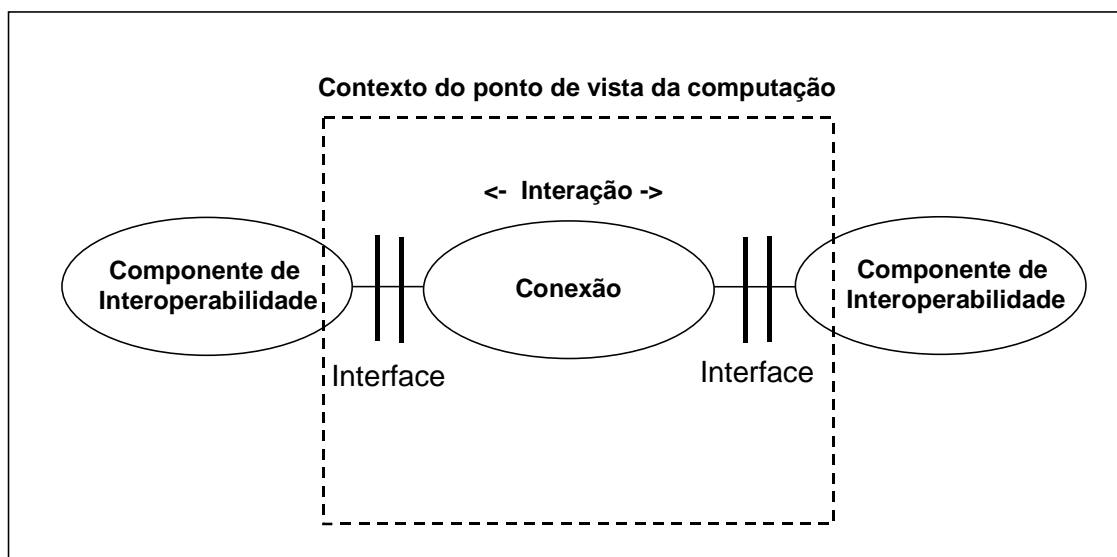 Contexto do ponto de vista da computação
<- Interação ->
Componente de
Interoperabilidade
Conexão
Componente de
Interoperabilidade
Interface
Interface